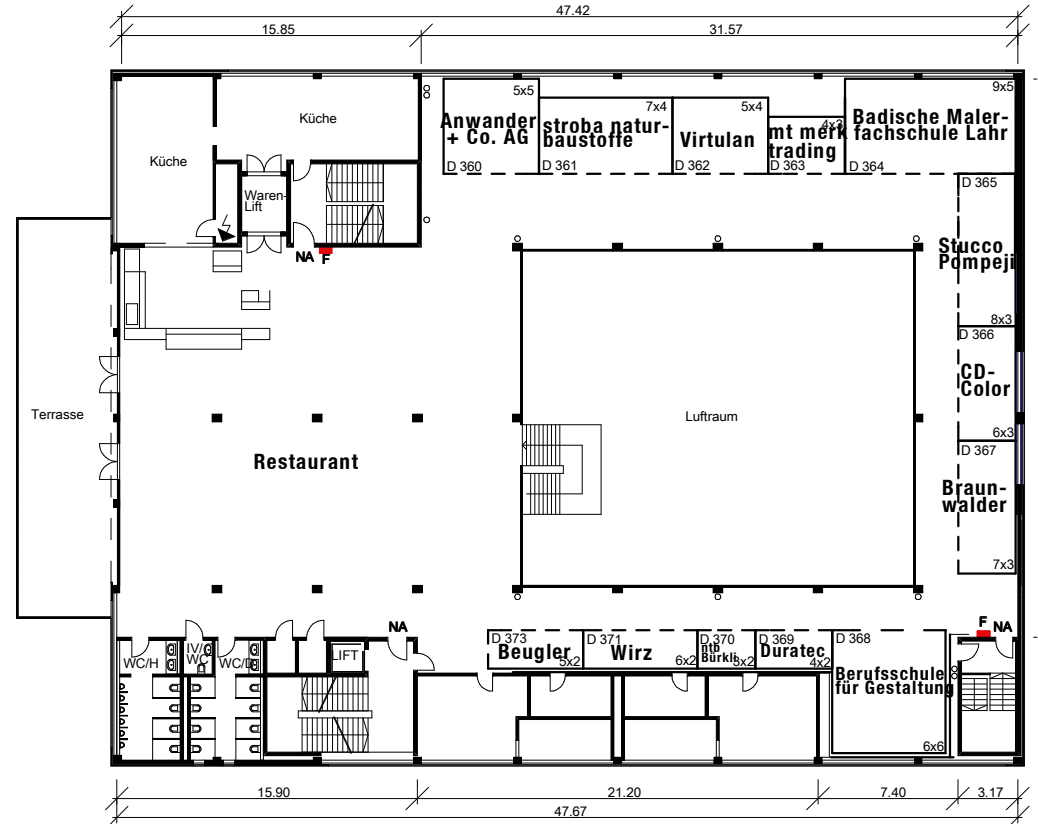 47.42
15.85
31.57
Küche
Küche
Waren-
Lift
NA
F
5x5
Anwander
+ Co. AG
D 360
7x4
stroba natur-
baustoffe
D 361
5x4
Virtulan
D 362
4x3
mt merk
trading
D 363
9x5
Badische Maler-
fachschule Lahr
D 364
D 365
Stucco
Pompeji
8x3
D 366
CD-
Color
6x3
D 367
Braun-
walder
7x3
Terrasse
Restaurant
Luftraum
NA
F
NA
WC/H
IV/
WC
WC/D
LIFT
D 373
Beugler
5x2
D 371
Wirz
6x2
D 370
ntb
Bürkli
3x2
D 369
Duratec
4x2
D 368
Berufsschule
für Gestaltung
6x6
15.90
21.20
7.40
3.17
47.67